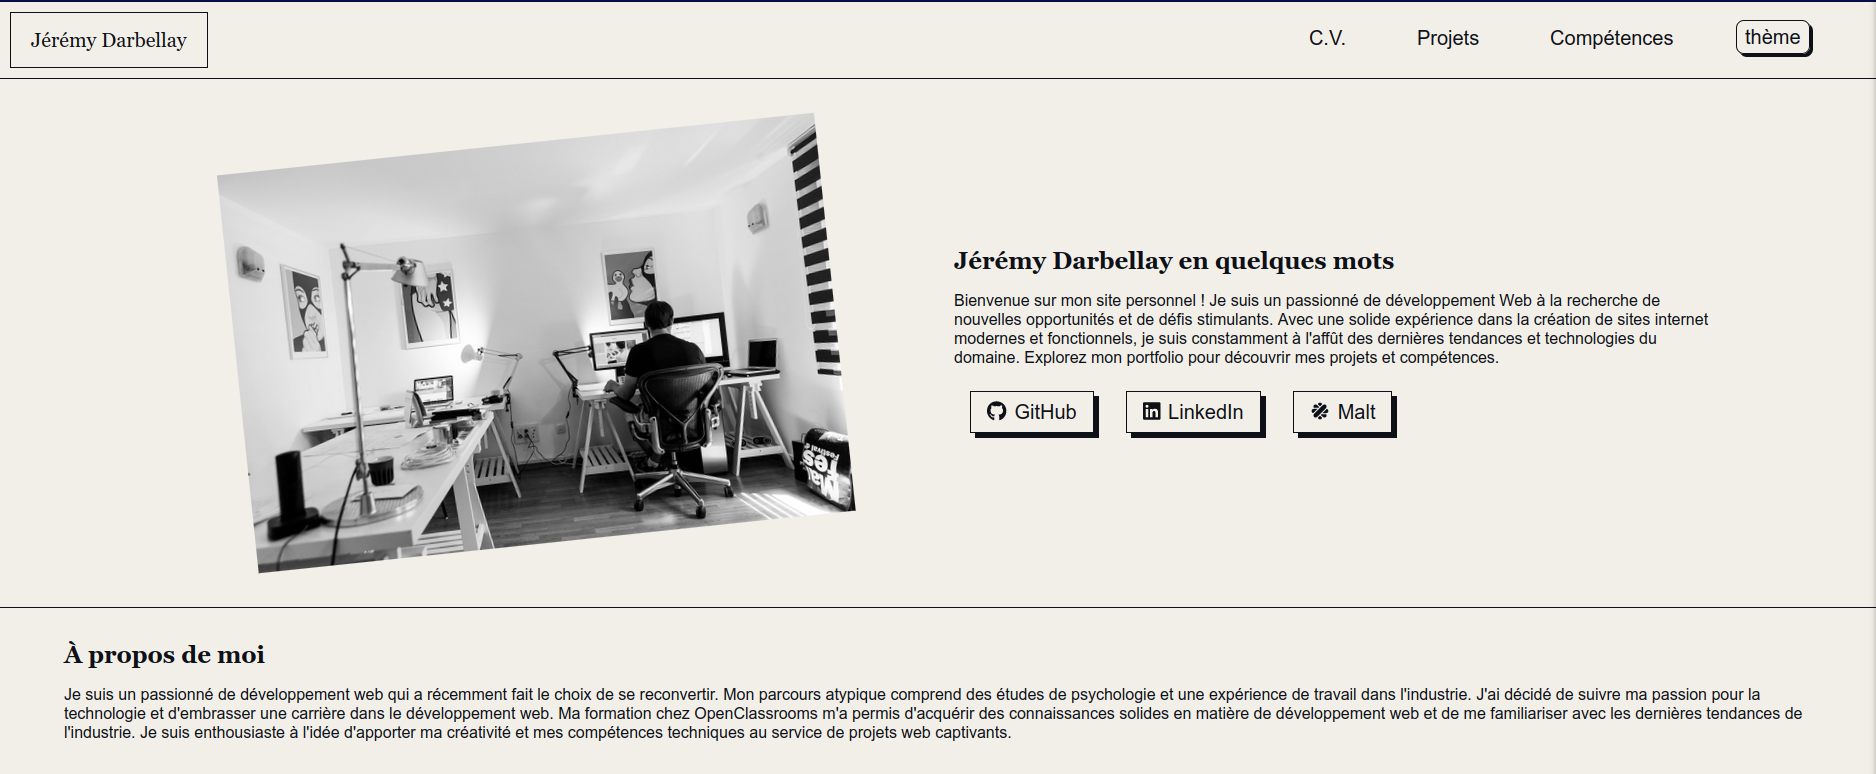 Jérémy Darbellay
C.V.
Projets
Compétences
thème
Jérémy Darbellay en quelques mots
Bienvenue sur mon site personnel ! Je suis un passionné de développement Web à la recherche de
nouvelles opportunités et de défis stimulants. Avec une solide expérience dans la création de sites internet
modernes et fonctionnels, je suis constamment à l'affût des dernières tendances et technologies du
domaine. Explorez mon portfolio pour découvrir mes projets et compétences.
GitHub
LinkedIn
Malt
À propos de moi
Je suis un passionné de développement web qui a récemment fait le choix de se reconvertir. Mon parcours atypique comprend des études de psychologie et une expérience de travail dans l'industrie. J'ai décidé de suivre ma passion pour la
technologie et d'embrasser une carrière dans le développement web. Ma formation chez OpenClassrooms m'a permis d'acquérir des connaissances solides en matière de développement web et de me familiariser avec les dernières tendances de
l'industrie. Je suis enthousiaste à l'idée d'apporter ma créativité et mes compétences techniques au service de projets web captivants.